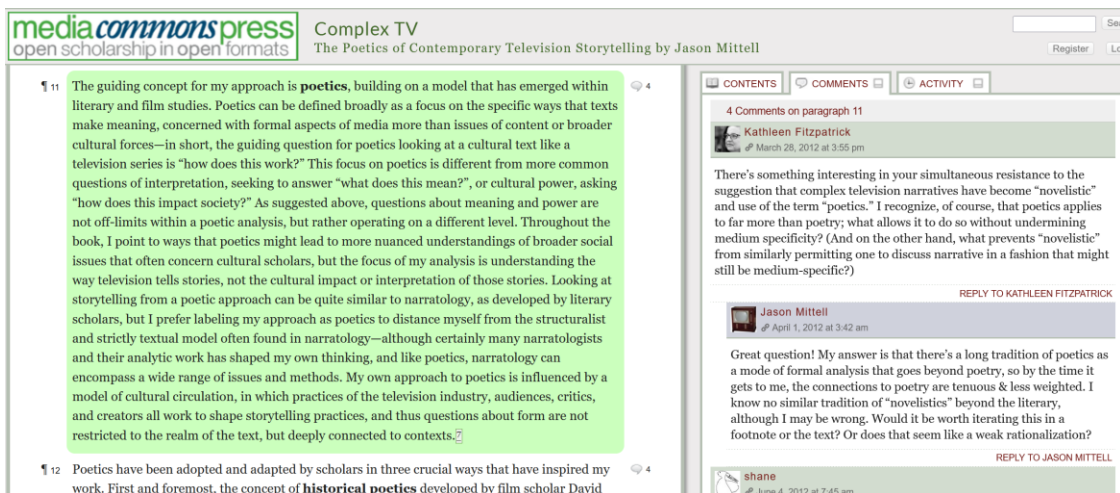 mediacommonspress
open scholarship in open formats
Complex TV
The Poetics of Contemporary Television Storytelling by Jason Mittell
Register
¶ 11 The guiding concept for my approach is poetics, building on a model that has emerged within 4
literary and film studies. Poetics can be defined broadly as a focus on the specific ways that texts
make meaning, concerned with formal aspects of media more than issues of content or broader
cultural forces—in short, the guiding question for poetics looking at a cultural text like a
television series is “how does this work?” This focus on poetics is different from more common
questions of interpretation, seeking to answer “what does this mean?”, or cultural power, asking
“how does this impact society?” As suggested above, questions about meaning and power are
not off-limits within a poetic analysis, but rather operating on a different level. Throughout the
book, I point to ways that poetics might lead to more nuanced understandings of broader social
issues that often concern cultural scholars, but the focus of my analysis is understanding the
way television tells stories, not the cultural impact or interpretation of those stories. Looking at
storytelling from a poetic approach can be quite similar to narratology, as developed by literary
scholars, but I prefer labeling my approach as poetics to distance myself from the structuralist
and strictly textual model often found in narratology—although certainly many narratologists
and their analytic work has shaped my own thinking, and like poetics, narratology can
encompass a wide range of issues and methods. My own approach to poetics is influenced by a
model of cultural circulation, in which practices of the television industry, audiences, critics,
and creators all work to shape storytelling practices, and thus questions about form are not
restricted to the realm of the text, but deeply connected to contexts.7
¶ 12 Poetics have been adopted and adapted by scholars in three crucial ways that have inspired my 4
work. First and foremost, the concept of historical poetics developed by film scholar David
CONTENTS COMMENTS ACTIVITY
4 Comments on paragraph 11
Kathleen Fitzpatrick
March 28, 2012 at 3:55 pm
There’s something interesting in your simultaneous resistance to the
suggestion that complex television narratives have become “novelistic”
and use of the term “poetics.” I recognize, of course, that poetics applies
to far more than poetry; what allows it to do so without undermining
medium specificity? (And on the other hand, what prevents “novelistic”
from similarly permitting one to discuss narrative in a fashion that might
still be medium-specific?)
REPLY TO KATHLEEN FITZPATRICK
Jason Mittell
April 1, 2012 at 3:42 am
Great question! My answer is that there’s a long tradition of poetics as
a mode of formal analysis that goes beyond poetry, so by the time it
gets to me, the connections to poetry are tenuous & less weighted. I
know no similar tradition of “novelistics” beyond the literary,
although I may be wrong. Would it be worth iterating this in a
footnote or the text? Or does that seem like a weak rationalization?
REPLY TO JASON MITTELL
shane
June 4, 2012 at 7:45 am